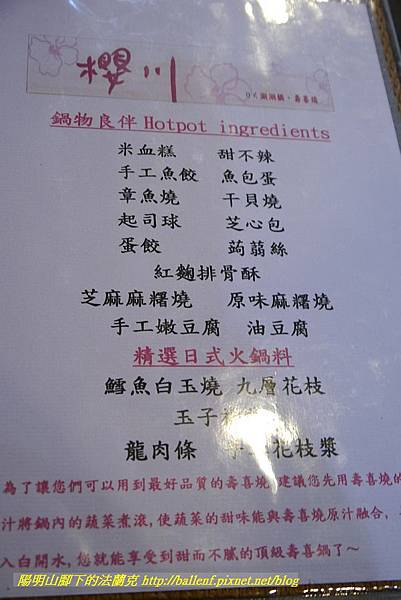 櫻川
涮涮鍋・壽喜燒
鍋物良伴 Hotpot ingredients
米血糕 甜不辣
手工魚餃 魚包蛋
章魚燒 干貝燒
起司球 芝心包
蛋餃 蒟蒻絲
紅麴排骨酥
芝麻麻糬燒 原味麻糬燒
手工嫩豆腐 油豆腐
精選日式火鍋料
鱈魚白玉燒 九層花枝
玉子
龍肉條 花枝漿
為了讓您們可以用到最好品質的壽喜燒,建議您先用壽喜燒的
汁將鍋內的蔬菜煮滾,使蔬菜的甜味能與壽喜燒原汁融合,
入白開水,您就能享受到甜而不膩的頂級壽喜鍋了~
陽明山腳下的法蘭克 http://ballenf.pixnet.net/blog